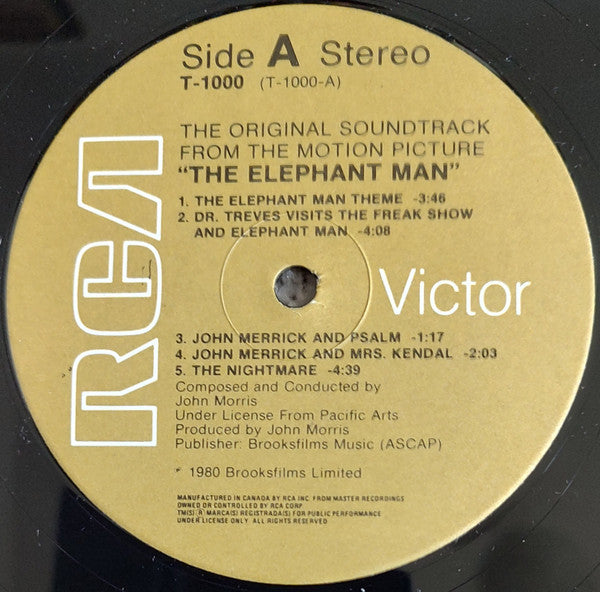 Side A Stereo
T-1000 (T-1000-A)
THE ORIGINAL SOUNDTRACK
FROM THE MOTION PICTURE
"THE ELEPHANT MAN"
1. THE ELEPHANT MAN THEME -3:46
2. DR. TREVES VISITS THE FREAK SHOW
AND ELEPHANT MAN -4:08
RCA
Victor
3. JOHN MERRICK AND PSALM -1:17
4. JOHN MERRICK AND MRS. KENDAL -2:03
5. THE NIGHTMARE -4:39
Composed and Conducted by
John Morris
Under License From Pacific Arts
Produced by John Morris
Publisher: Brooksfilms Music (ASCAP)
1980 Brooksfilms Limited
MANUFACTURED IN CANADA BY RCA INC. FROM MASTER RECORDINGS
OWNED OR CONTROLLED BY RCA CORP
TM(S) R MARCA(S) REGISTRADA(S) FOR PUBLIC PERFORMANCE
UNDER LICENSE ONLY. ALL RIGHTS RESERVED